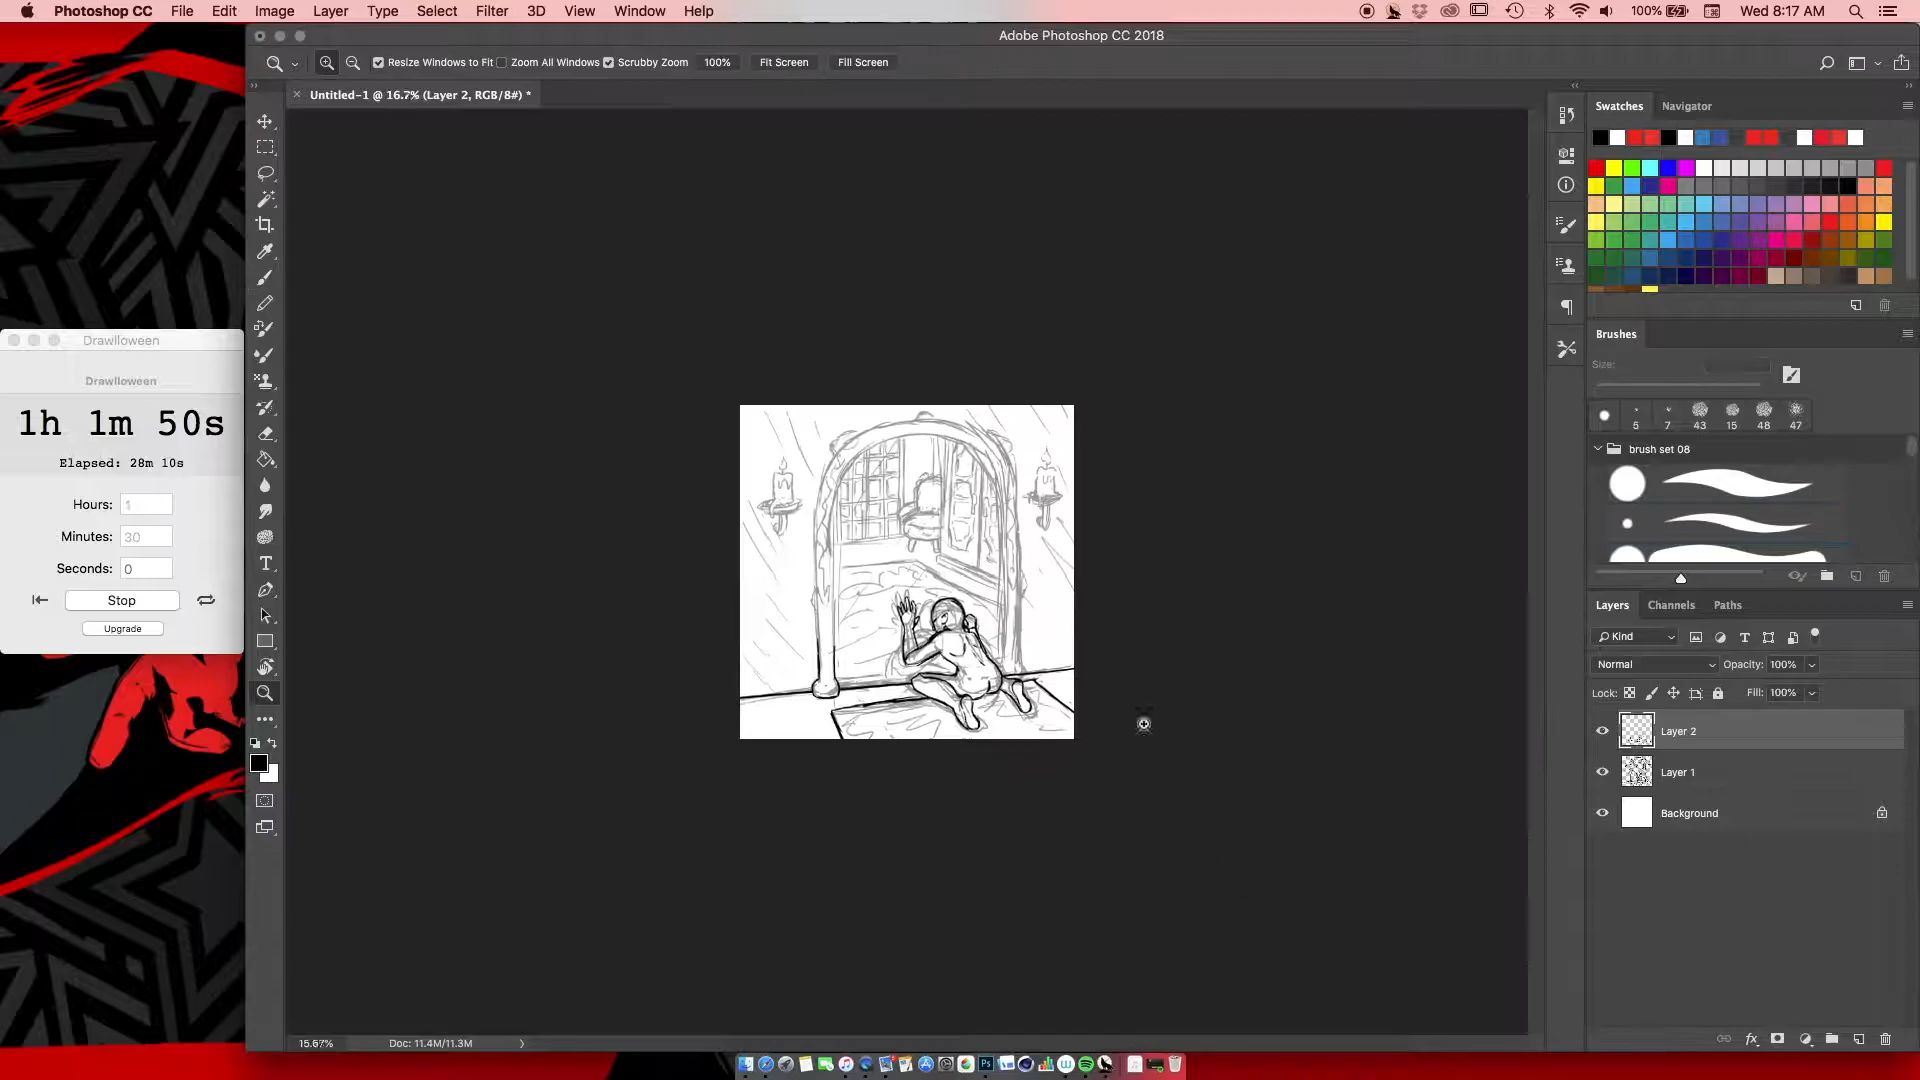 Photoshop CC File Edit Image Layer Type Select Filter 3D View Window Help 100% Wed 8:17 AM
Adobe Photoshop CC 2018
Resize Windows to Fit Zoom All Windows Scrubby Zoom 100% Fit Screen Fill Screen
Untitled-1 @ 16.7% (Layer 2, RGB/8#) *
Swatches Navigator
Drawlloween
Drawlloween
1h 1m 50s
Elapsed: 28m 10s
Hours: 1
Minutes: 30
Seconds: 0
Stop
Upgrade
Brushes
Size:
5 7 43 15 48 47
brush set 08
Layers Channels Paths
Kind
Normal Opacity: 100%
Lock: Fill: 100%
Layer 2
Layer 1
Background
15.67% Doc: 11.4M/11.3M